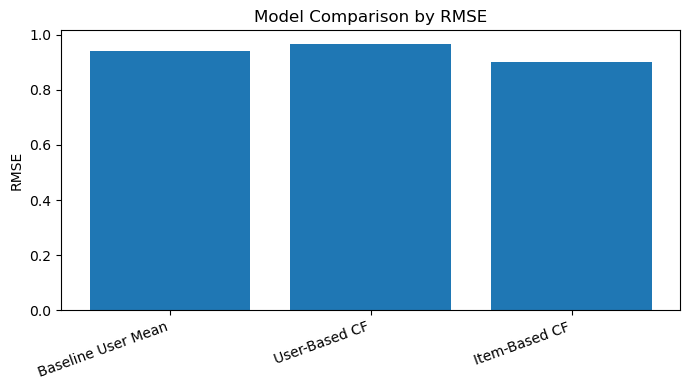 Model Comparison by RMSE
RMSE
1.0
0.8
0.6
0.4
0.2
0.0
Baseline User Mean
User-Based CF
Item-Based CF